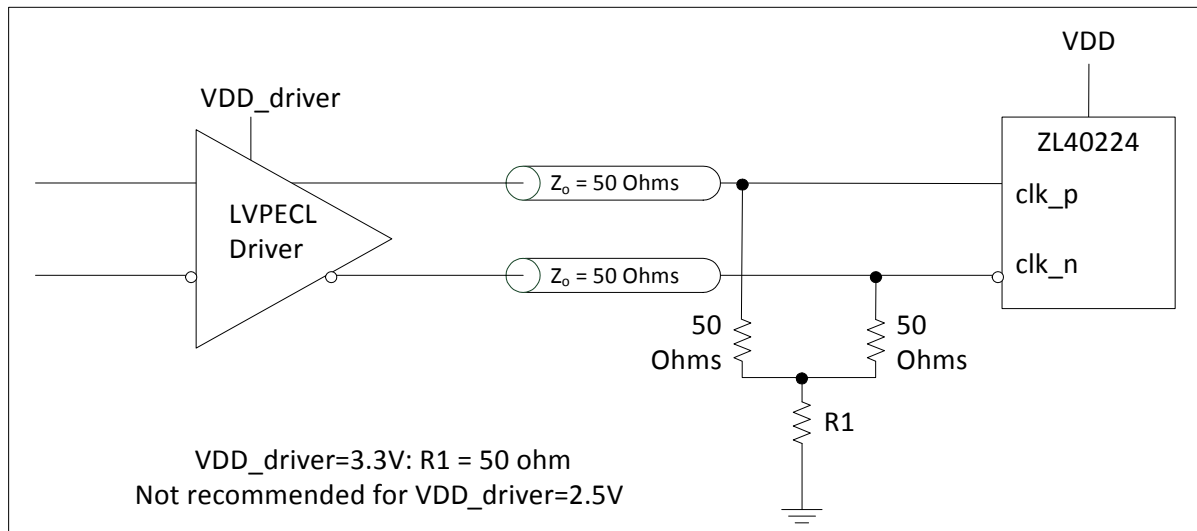 VDD
VDD_driver
ZL40224
Zo = 50 Ohms
clk_p
LVPECL
Driver
clk_n
Zo = 50 Ohms
50
Ohms
50
Ohms
R1
VDD_driver=3.3V: R1 = 50 ohm
Not recommended for VDD_driver=2.5V